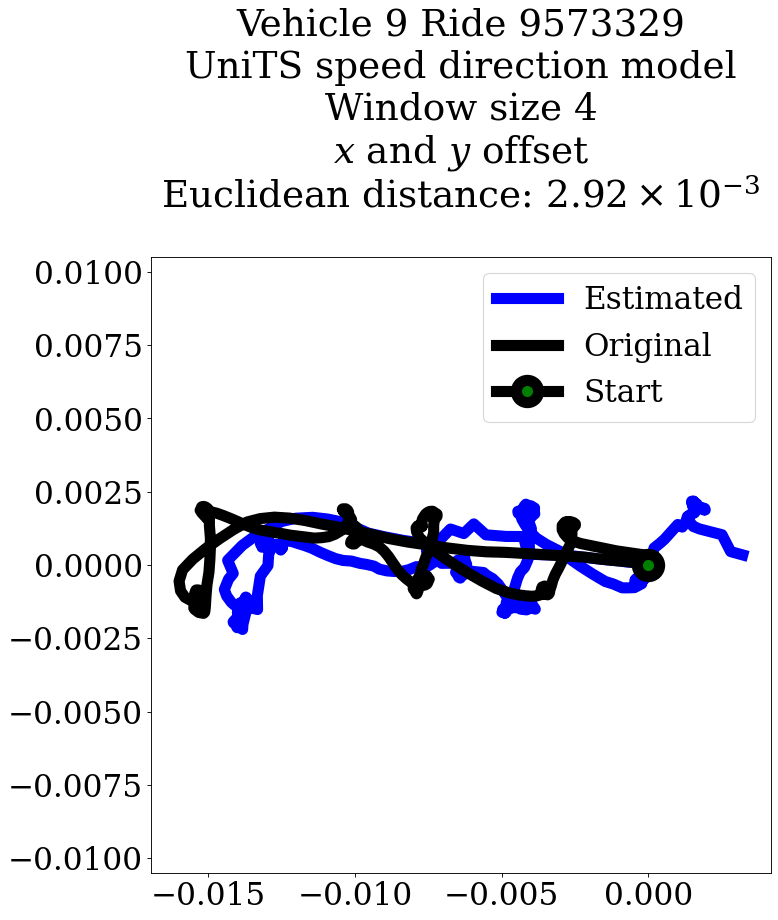 Vehicle 9 Ride 9573329
UniTS speed direction model
Window size 4
x and y offset
Euclidean distance: 2.92 × 10⁻³
0.0100
0.0075
0.0050
0.0025
0.0000
−0.0025
−0.0050
−0.0075
−0.0100
Estimated
Original
Start
−0.015 −0.010 −0.005 0.000